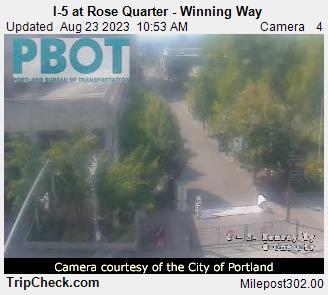 I-5 at Rose Quarter - Winning Way
Updated Aug 23 2023 10:53 AM Camera 4
PBOT
PORTLAND BUREAU OF TRANSPORTATION
Camera courtesy of the City of Portland
TripCheck.com Milepost302.00